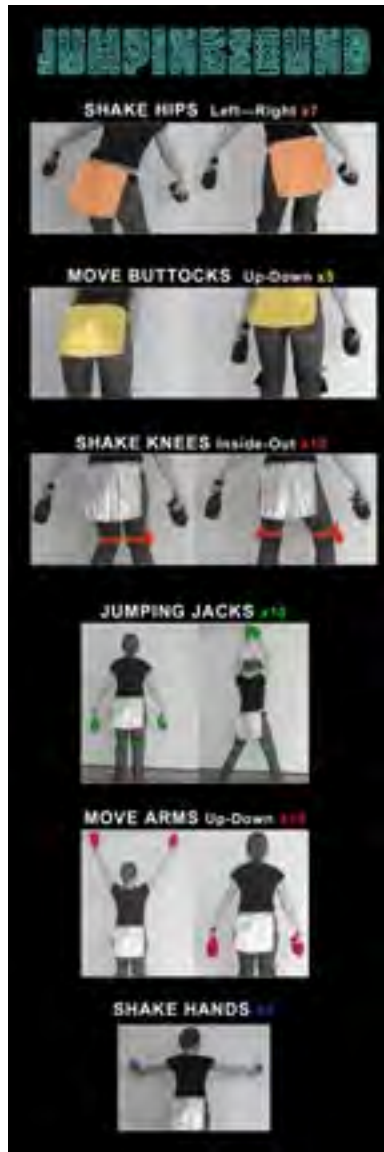 SHAKE HIPS Left—Right x7
MOVE BUTTOCKS Up-Down x5
SHAKE KNEES Inside-Out x10
JUMPING JACKS x10
MOVE ARMS Up-Down
SHAKE HANDS